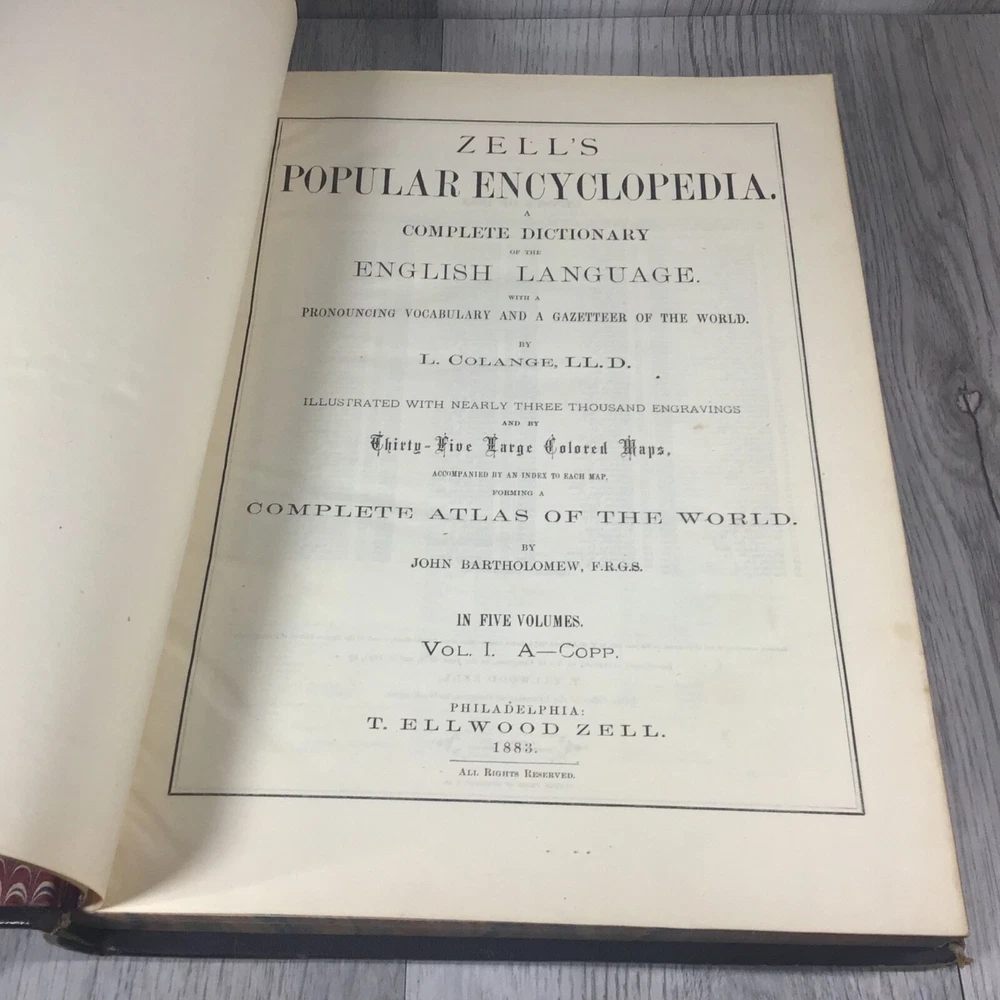 ZELL'S
POPULAR ENCYCLOPEDIA.
A
COMPLETE DICTIONARY
OF THE
ENGLISH LANGUAGE.
WITH A
PRONOUNCING VOCABULARY AND A GAZETTEER OF THE WORLD.
BY
L. COLANGE, LL.D.
ILLUSTRATED WITH NEARLY THREE THOUSAND ENGRAVINGS
AND BY
Thirty-Five Large Colored Maps,
ACCOMPANIED BY AN INDEX TO EACH MAP,
FORMING A
COMPLETE ATLAS OF THE WORLD.
BY
JOHN BARTHOLOMEW, F.R.G.S.
IN FIVE VOLUMES.
VOL. I. A—COPP.
PHILADELPHIA:
T. ELLWOOD ZELL.
1883.
ALL RIGHTS RESERVED.